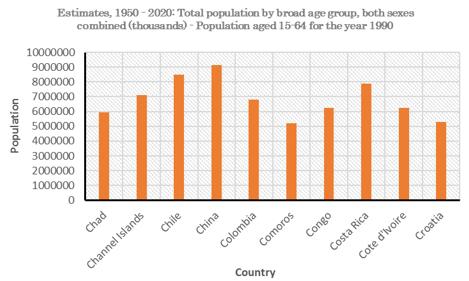 Estimates, 1950 - 2020: Total population by broad age group, both sexes
combined (thousands) - Population aged 15-64 for the year 1990
10000000
9000000
8000000
7000000
6000000
5000000
4000000
3000000
2000000
1000000
0
Population
Chad
Channel Islands
Chile
China
Colombia
Comoros
Congo
Costa Rica
Cote d'Ivoire
Croatia
Country